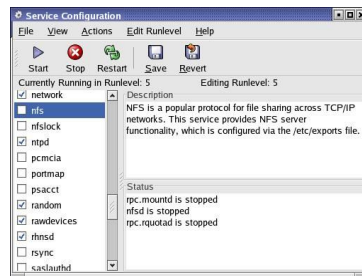 Service Configuration
File View Actions Edit Runlevel Help
Start Stop Restart Save Revert
Currently Running in Runlevel: 5 Editing Runlevel: 5
network
nfs
nfslock
ntpd
pcmcia
portmap
psacct
random
rawdevices
rhnsd
rsync
saslauthd
Description
NFS is a popular protocol for file sharing across TCP/IP
networks. This service provides NFS server
functionality, which is configured via the /etc/exports file.
Status
rpc.mountd is stopped
nfsd is stopped
rpc.rquotad is stopped